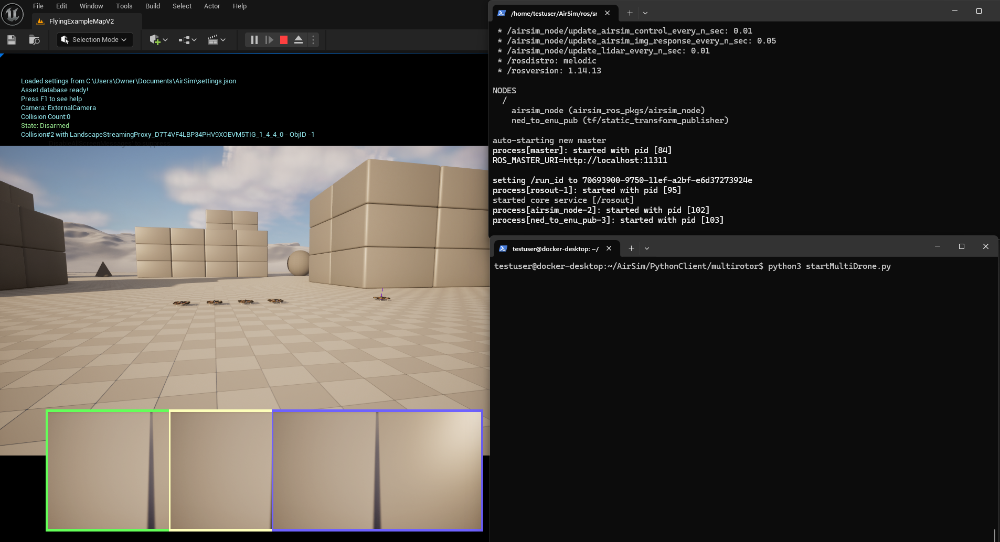 File Edit Window Tools Build Select Actor Help
FlyingExampleMapV2
Selection Mode
Loaded settings from C:\Users\Owner\Documents\AirSim\settings.json
Asset database ready!
Press F1 to see help
Camera: ExternalCamera
Collision Count:0
State: Disarmed
Collision#2 with LandscapeStreamingProxy_D7T4VF4LBP34PHV9XOEVM5TIG_1_4_4_0 - ObjID -1
'DisableAllScreenMessages' to suppress
/home/testuser/AirSim/ros/sr
* /airsim_node/update_airsim_control_every_n_sec: 0.01
* /airsim_node/update_airsim_img_response_every_n_sec: 0.05
* /airsim_node/update_lidar_every_n_sec: 0.01
* /rosdistro: melodic
* /rosversion: 1.14.13
NODES
/
airsim_node (airsim_ros_pkgs/airsim_node)
ned_to_enu_pub (tf/static_transform_publisher)
auto-starting new master
process[master]: started with pid [84]
ROS_MASTER_URI=http://localhost:11311
setting /run_id to 70693900-9750-11ef-a2bf-e6d37273924e
process[rosout-1]: started with pid [95]
started core service [/rosout]
process[airsim_node-2]: started with pid [102]
process[ned_to_enu_pub-3]: started with pid [103]
testuser@docker-desktop: ~/
testuser@docker-desktop:~/AirSim/PythonClient/multirotor$ python3 startMultiDrone.py